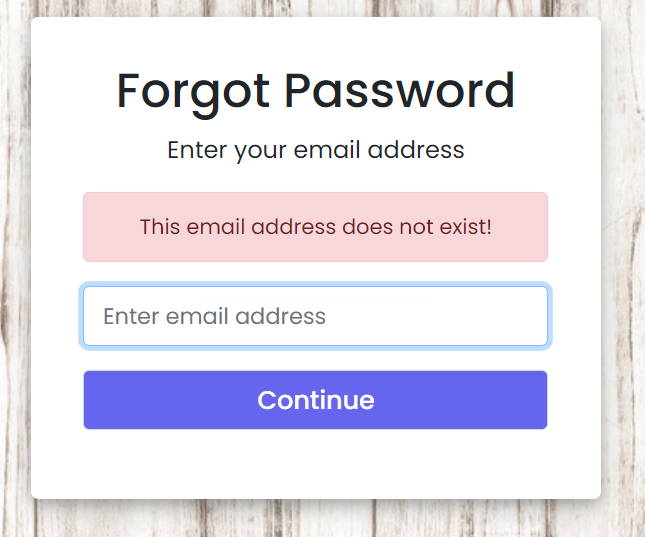 Forgot Password
Enter your email address
This email address does not exist!
Enter email address
Continue